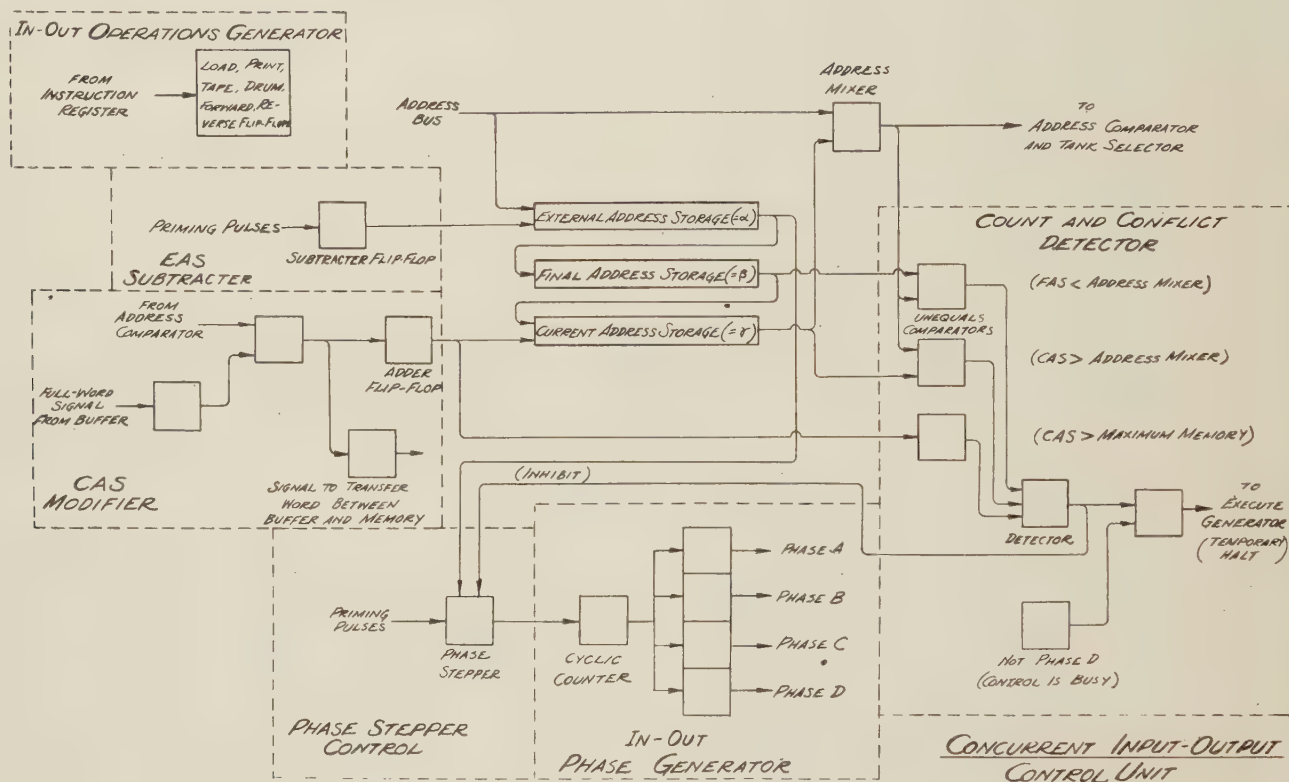 IN-OUT OPERATIONS GENERATOR
FROM
INSTRUCTION
REGISTER
LOAD, PRINT,
TAPE, DRUM,
FORWARD, RE-
VERSE FLIP-FLOPS
ADDRESS
BUS
ADDRESS
MIXER
TO
ADDRESS COMPARATOR
AND TANK SELECTOR
PRIMING PULSES
SUBTRACTER FLIP-FLOP
EAS
SUBTRACTER
EXTERNAL ADDRESS STORAGE (=α)
FINAL ADDRESS STORAGE (=β)
CURRENT ADDRESS STORAGE (=γ)
COUNT AND CONFLICT
DETECTOR
(FAS < ADDRESS MIXER)
UNEQUALS
COMPARATORS
(CAS > ADDRESS MIXER)
(CAS > MAXIMUM MEMORY)
FROM
ADDRESS
COMPARATOR
ADDER
FLIP-FLOP
FULL-WORD
SIGNAL
FROM BUFFER
CAS
MODIFIER
SIGNAL TO TRANSFER
WORD BETWEEN
BUFFER AND MEMORY
(INHIBIT)
DETECTOR
TO
EXECUTE
GENERATOR
(TEMPORARY
HALT)
PRIMING
PULSES
PHASE
STEPPER
CYCLIC
COUNTER
PHASE A
PHASE B
PHASE C
PHASE D
NOT PHASE D
(CONTROL IS BUSY)
PHASE STEPPER
CONTROL
IN-OUT
PHASE GENERATOR
CONCURRENT INPUT-OUTPUT
CONTROL UNIT